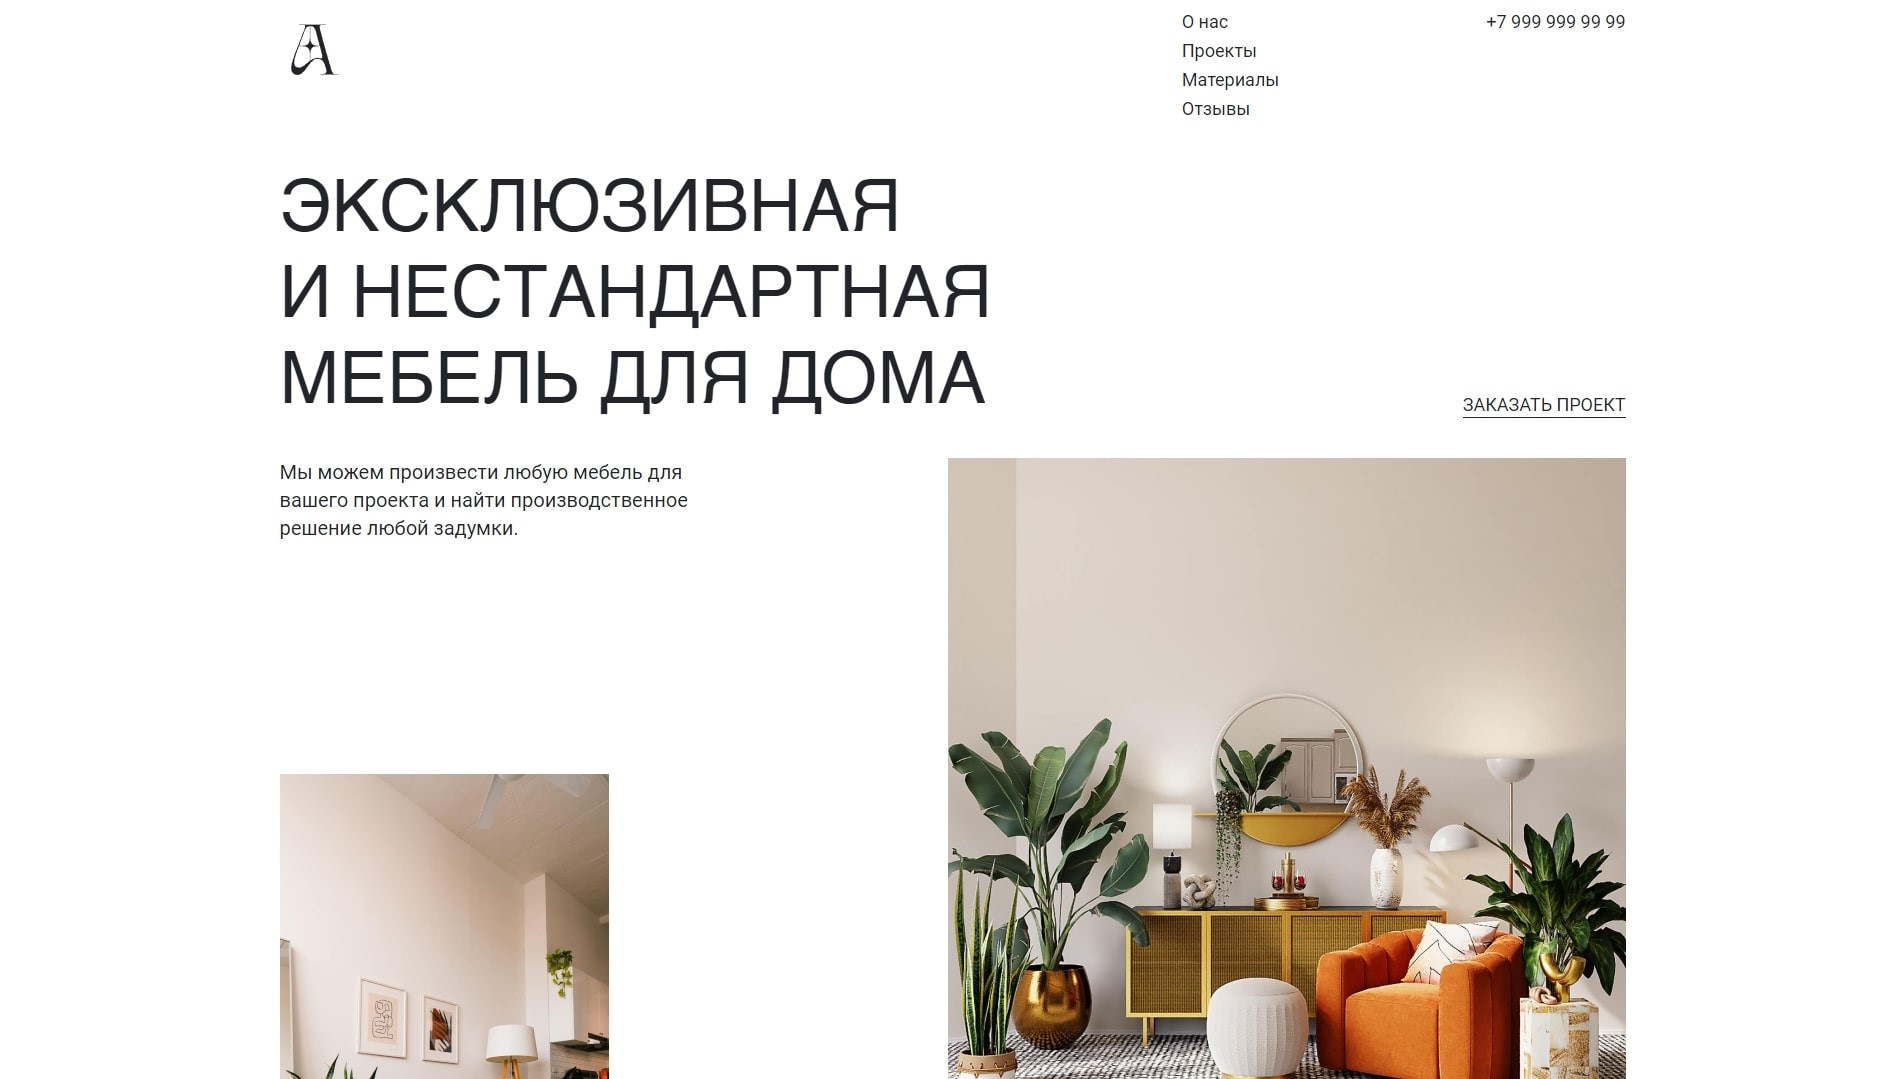 О нас
Проекты
Материалы
Отзывы
+7 999 999 99 99
ЭКСКЛЮЗИВНАЯ
И НЕСТАНДАРТНАЯ
МЕБЕЛЬ ДЛЯ ДОМА
ЗАКАЗАТЬ ПРОЕКТ
Мы можем произвести любую мебель для
вашего проекта и найти производственное
решение любой задумки.